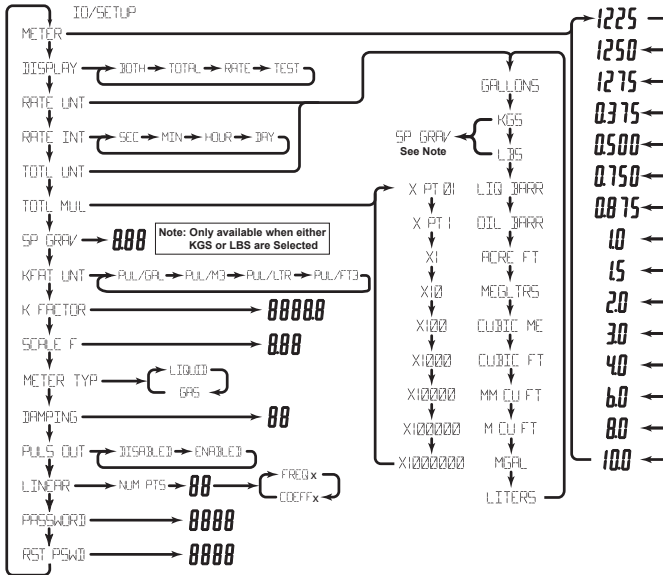 IO/SETUP
METER
DISPLAY BOTH TOTAL RATE TEST
RATE UNT
RATE INT SEC MIN HOUR DAY
TOTL UNT
TOTL MUL
SP GRAV 8.88
Note: Only available when either
KGS or LBS are Selected
KFAT UNT PUL/GAL PUL/M3 PUL/LTR PUL/FT3
K FACTOR 8888.8
SCALE F 8.88
METER TYP LIQUID
GAS
DAMPING 88
PULS OUT DISABLED ENABLED
LINEAR NUM PTS 88 FREQ x
COEFF x
PASSWORD 8888
RST PSWD 8888
X PT 01
X PT 1
X1
X10
X100
X1000
X10000
X100000
X1000000
GALLONS
KGS
SP GRAV
See Note
LBS
LIQ BARR
OIL BARR
ACRE FT
MEGLTRS
CUBIC ME
CUBIC FT
MM CU FT
M CU FT
MGAL
LITERS
1225
1250
1275
0.375
0.500
0.750
0.875
1.0
1.5
2.0
3.0
4.0
6.0
8.0
10.0